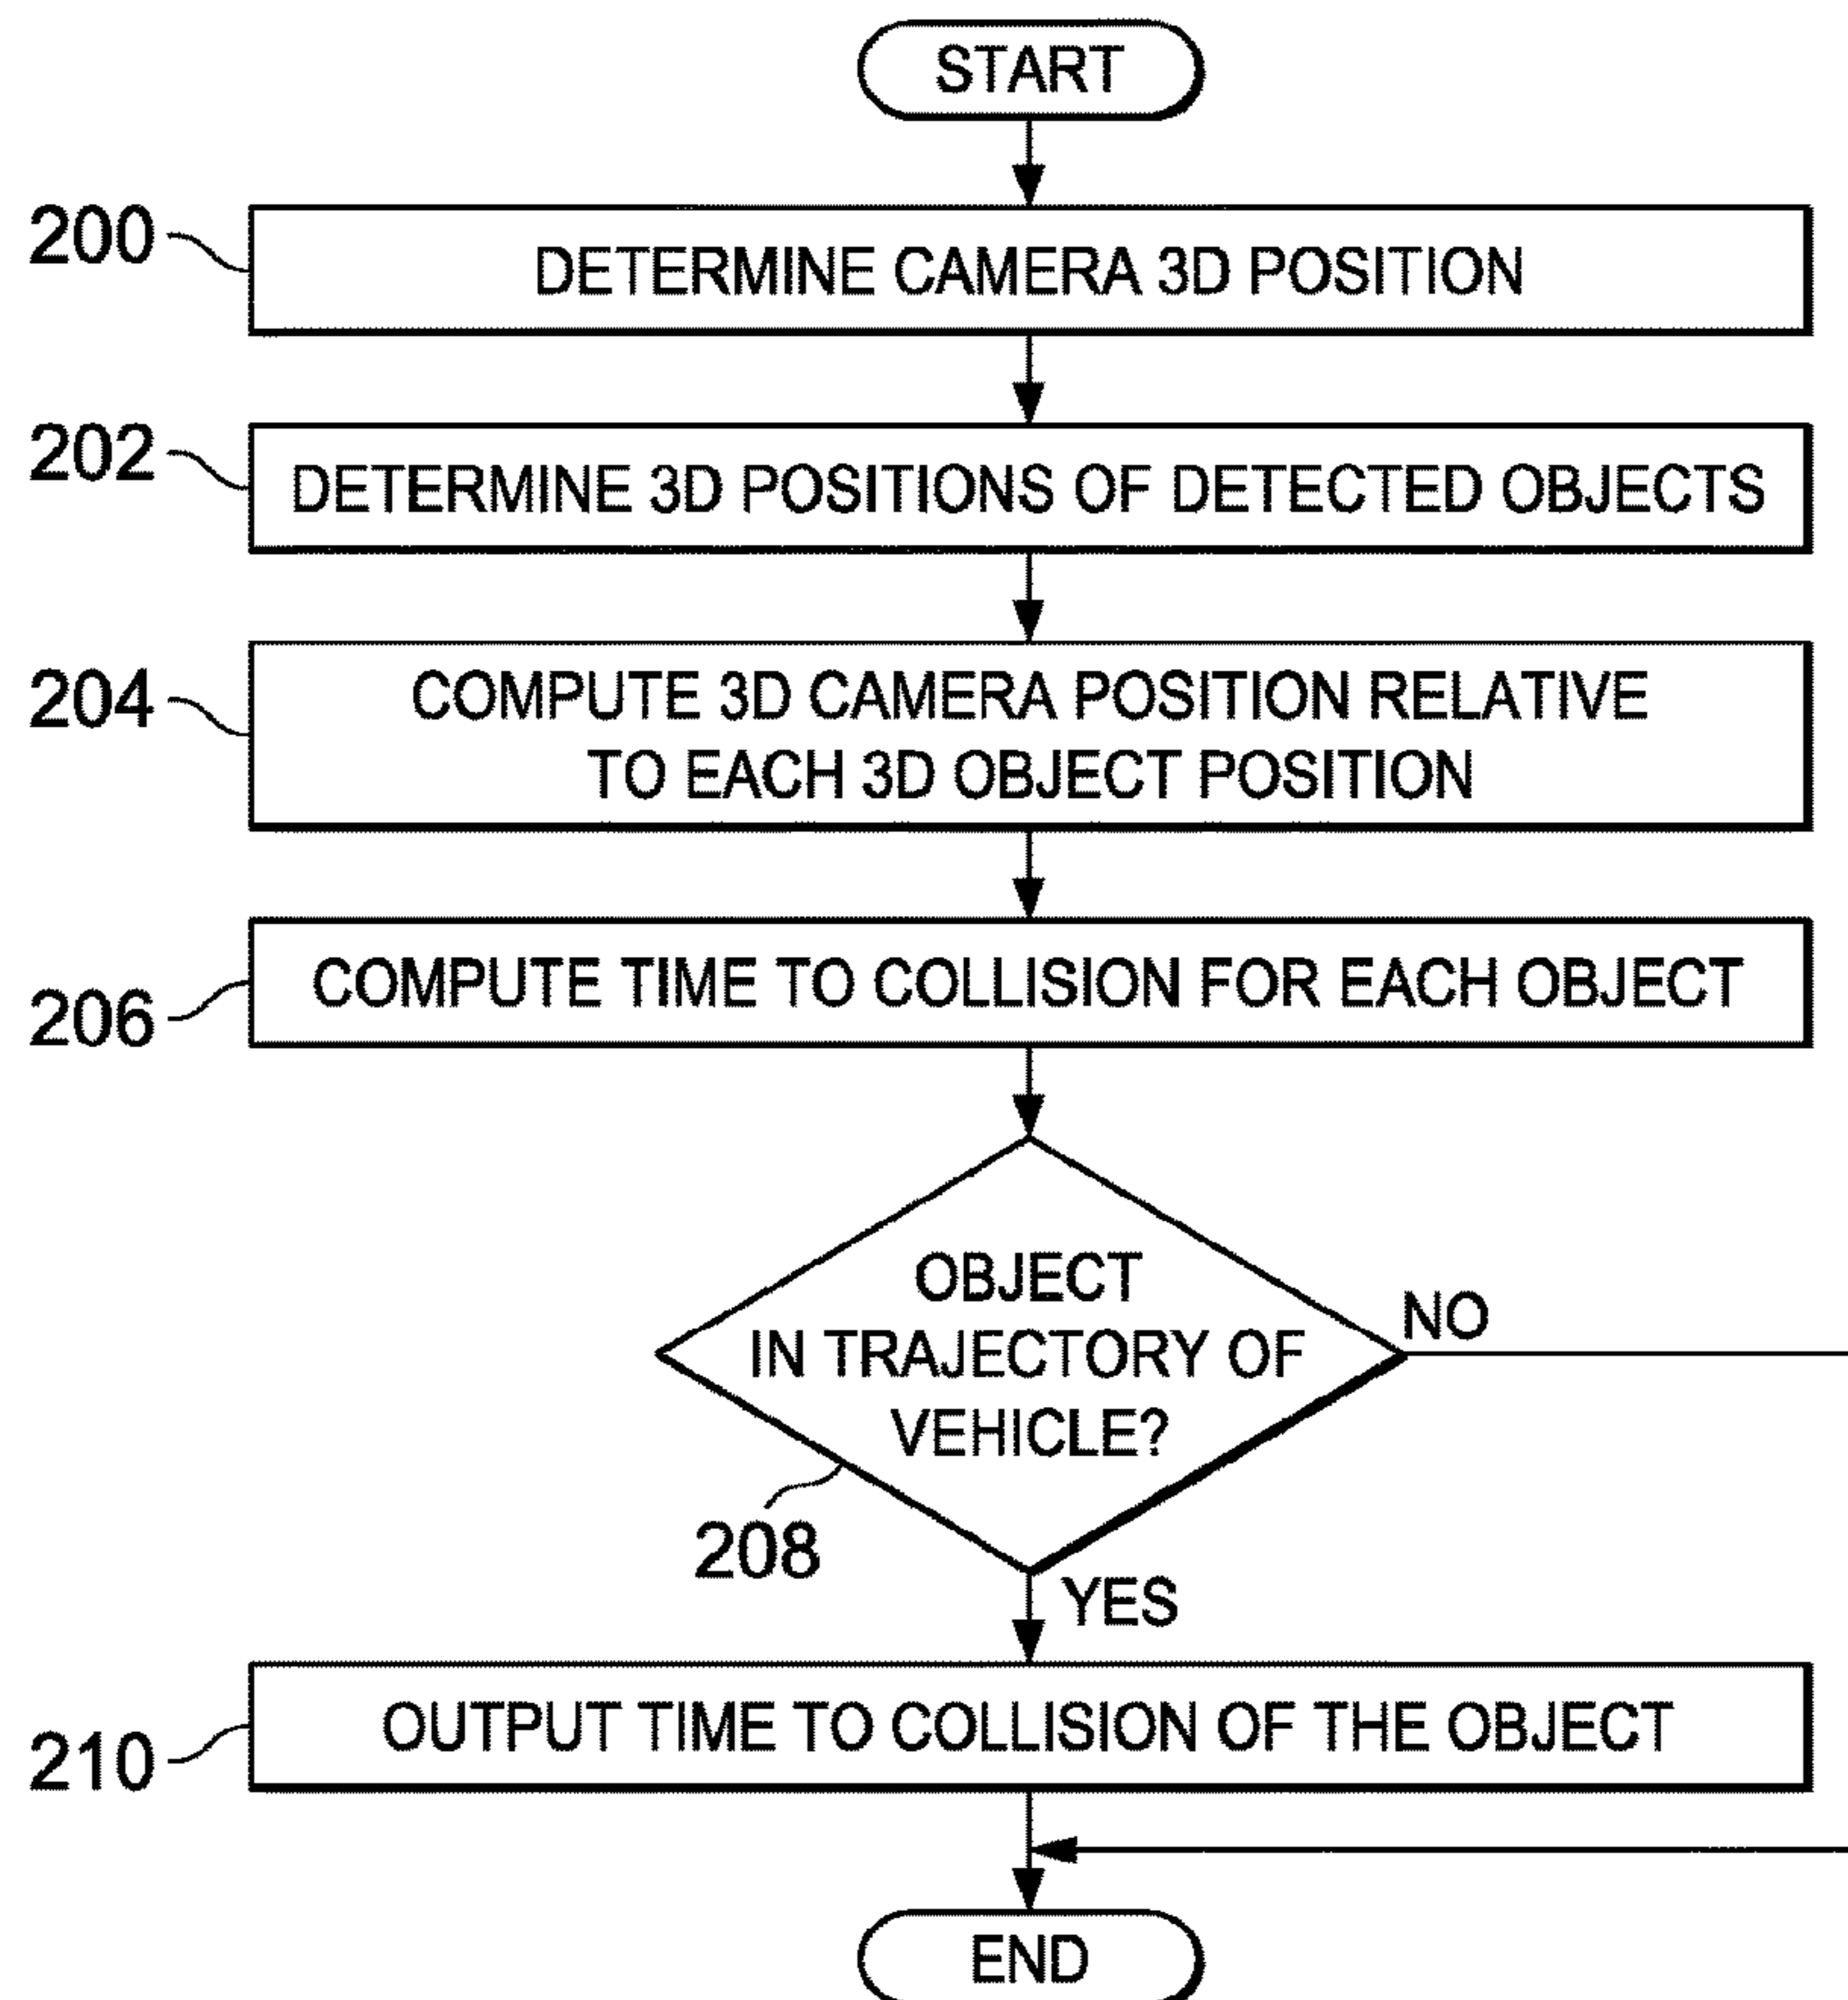 START
200
DETERMINE CAMERA 3D POSITION
202
DETERMINE 3D POSITIONS OF DETECTED OBJECTS
204
COMPUTE 3D CAMERA POSITION RELATIVE
TO EACH 3D OBJECT POSITION
206
COMPUTE TIME TO COLLISION FOR EACH OBJECT
OBJECT
IN TRAJECTORY OF
VEHICLE?
NO
208
YES
210
OUTPUT TIME TO COLLISION OF THE OBJECT
END